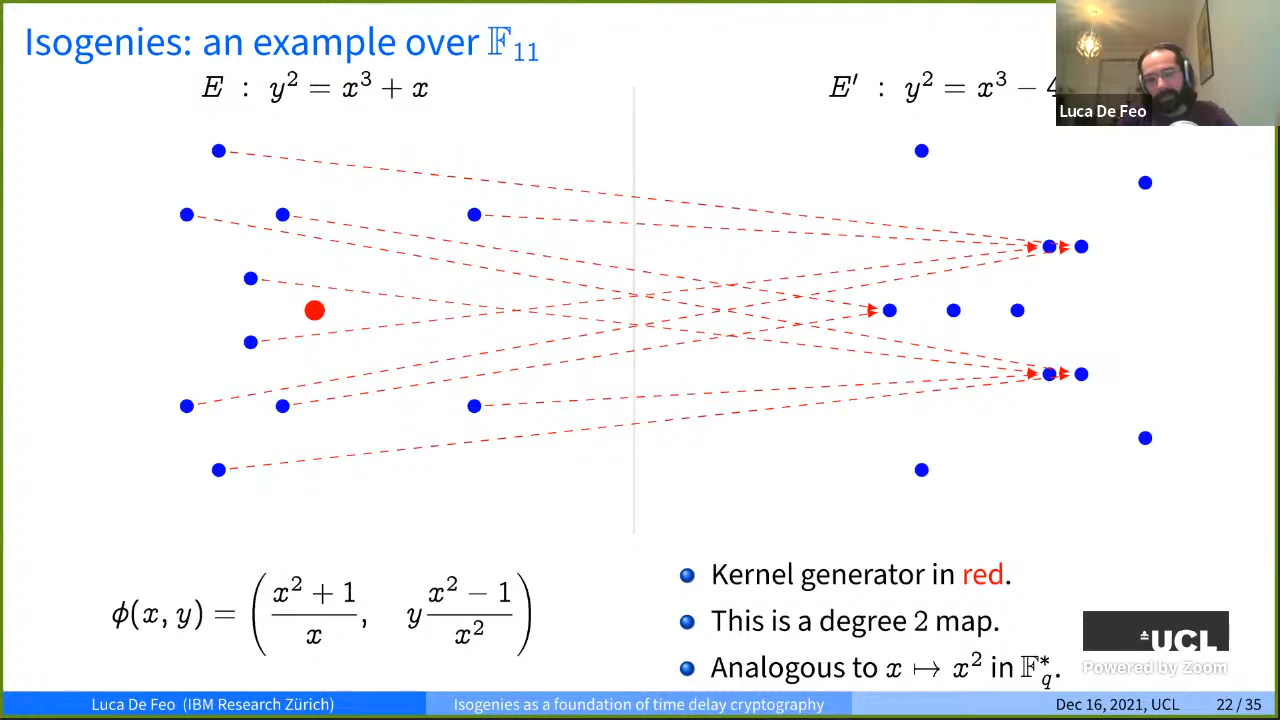 Isogenies: an example over 𝔽₁₁
E : y² = x³ + x
E′ : y² = x³ − 4
Luca De Feo
ϕ(x, y) = ( (x² + 1)/x, y (x² − 1)/x² )
Kernel generator in red.
This is a degree 2 map.
Analogous to x ↦ x² in 𝔽*_q.
UCL
Powered by Zoom
Luca De Feo (IBM Research Zürich)
Isogenies as a foundation of time delay cryptography
Dec 16, 2021, UCL
22 / 35